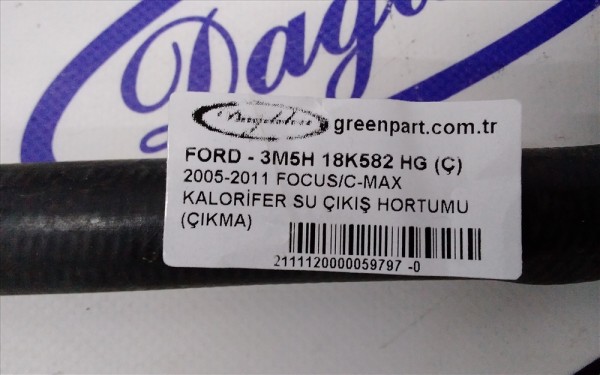 Dağd
greenpart.com.tr
FORD - 3M5H 18K582 HG (Ç)
2005-2011 FOCUS/C-MAX
KALORİFER SU ÇIKIŞ HORTUMU
(ÇIKMA)
2111120000059797 -0